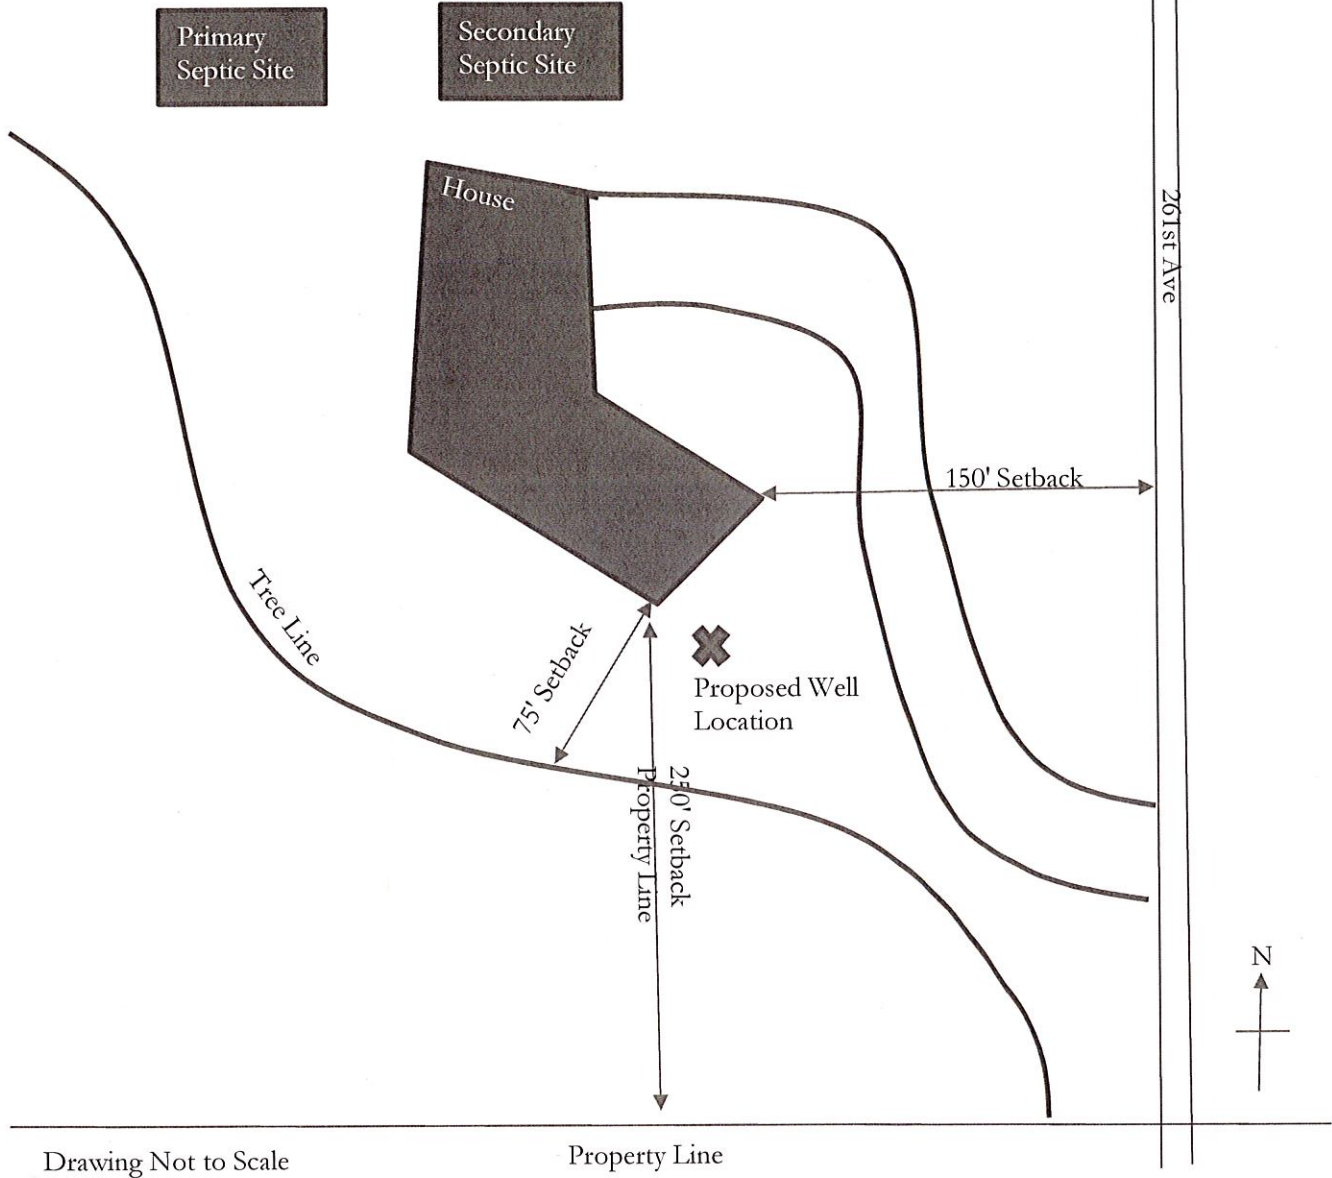 Primary
Septic Site
Secondary
Septic Site
House
261st Ave
150' Setback
Tree Line
75' Setback
Proposed Well
Location
250' Setback
Property Line
N
Drawing Not to Scale
Property Line